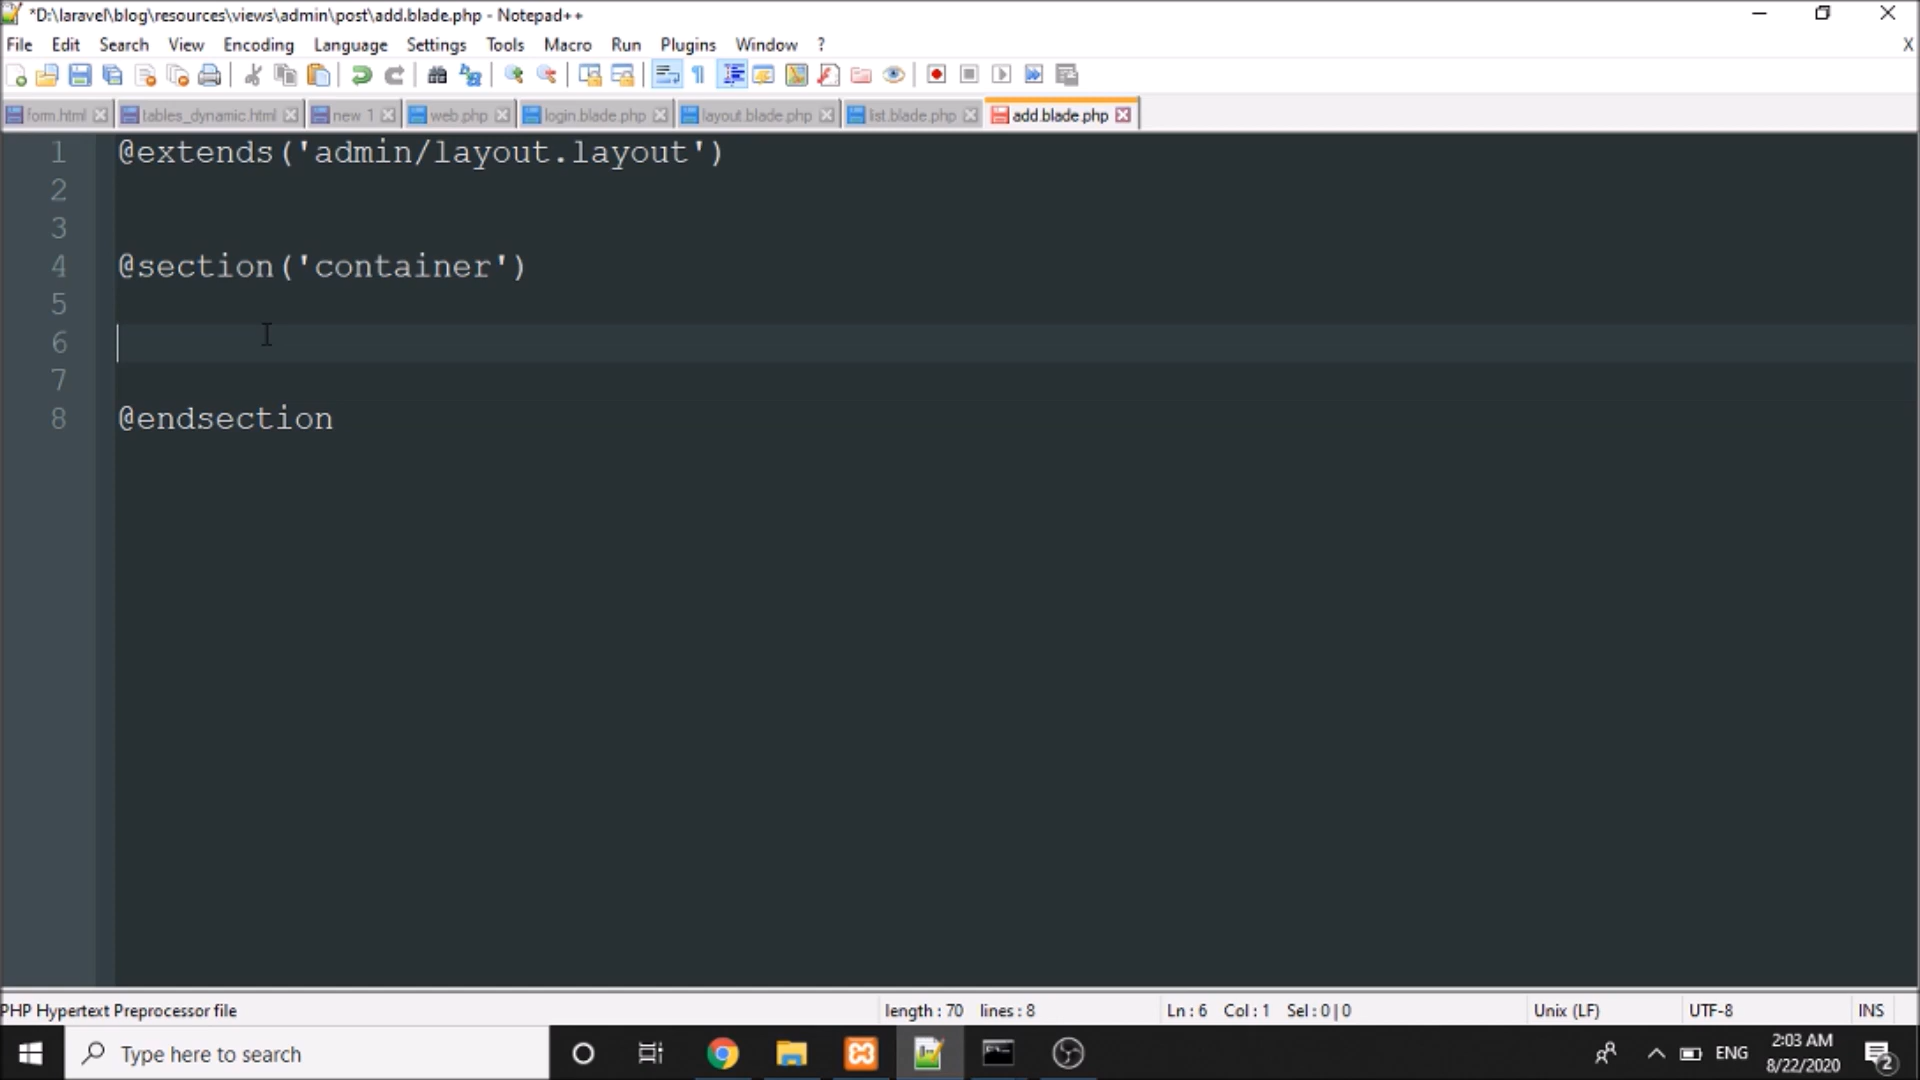 *D:\laravel\blog\resources\views\admin\post\add.blade.php - Notepad++
File Edit Search View Encoding Language Settings Tools Macro Run Plugins Window ? X
form.html tables_dynamic.html new 1 web.php login.blade.php layout.blade.php list.blade.php add.blade.php
1 @extends('admin/layout.layout')
2
3
4 @section('container')
5
6
7
8 @endsection
PHP Hypertext Preprocessor file length : 70 lines : 8 Ln : 6 Col : 1 Sel : 0 | 0 Unix (LF) UTF-8 INS
Type here to search ENG 2:03 AM
8/22/2020 2